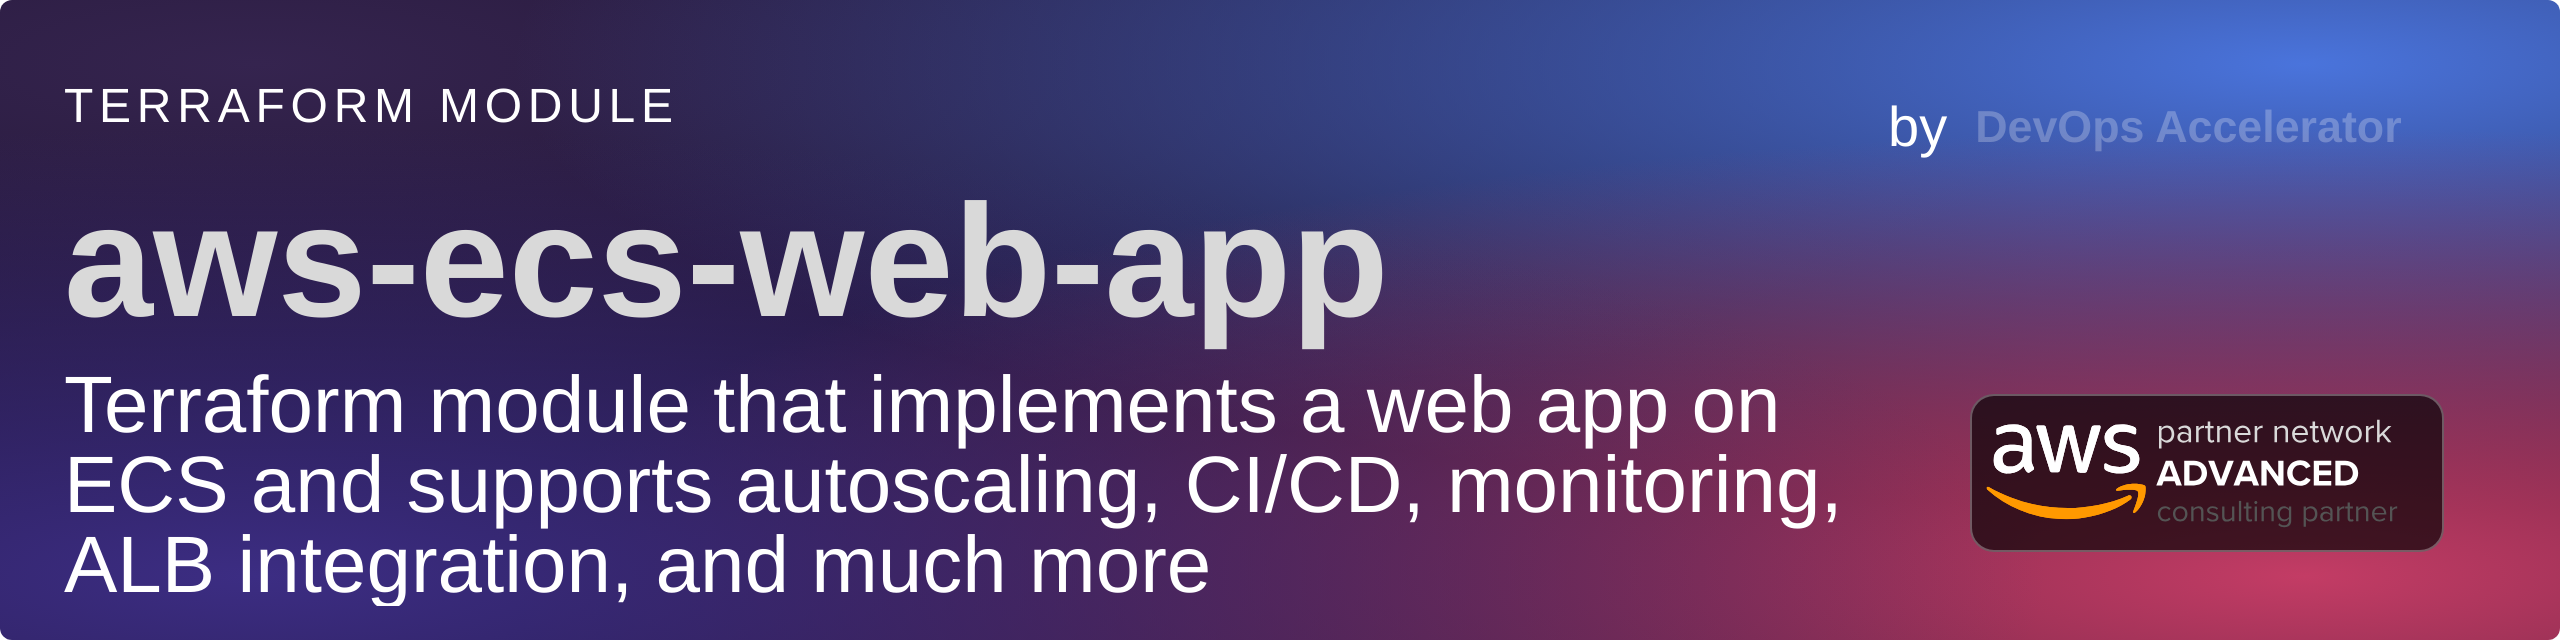 TERRAFORM MODULE
by DevOps Accelerator
aws-ecs-web-app
Terraform module that implements a web app on
ECS and supports autoscaling, CI/CD, monitoring,
ALB integration, and much more
aws partner network
ADVANCED
consulting partner